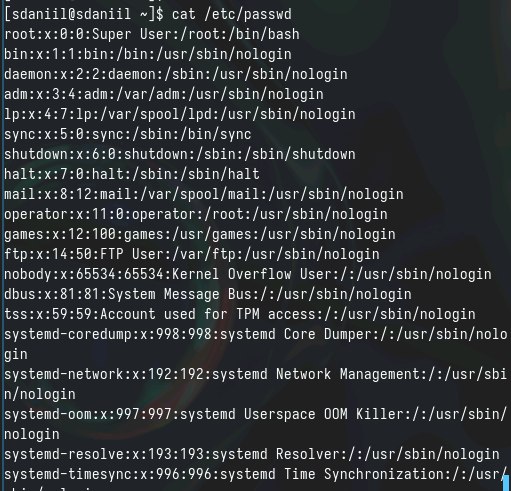 [sdaniil@sdaniil ~]$ cat /etc/passwd
root:x:0:0:Super User:/root:/bin/bash
bin:x:1:1:bin:/bin:/usr/sbin/nologin
daemon:x:2:2:daemon:/sbin:/usr/sbin/nologin
adm:x:3:4:adm:/var/adm:/usr/sbin/nologin
lp:x:4:7:lp:/var/spool/lpd:/usr/sbin/nologin
sync:x:5:0:sync:/sbin:/bin/sync
shutdown:x:6:0:shutdown:/sbin:/sbin/shutdown
halt:x:7:0:halt:/sbin:/sbin/halt
mail:x:8:12:mail:/var/spool/mail:/usr/sbin/nologin
operator:x:11:0:operator:/root:/usr/sbin/nologin
games:x:12:100:games:/usr/games:/usr/sbin/nologin
ftp:x:14:50:FTP User:/var/ftp:/usr/sbin/nologin
nobody:x:65534:65534:Kernel Overflow User:/:/usr/sbin/nologin
dbus:x:81:81:System Message Bus:/:/usr/sbin/nologin
tss:x:59:59:Account used for TPM access:/:/usr/sbin/nologin
systemd-coredump:x:998:998:systemd Core Dumper:/:/usr/sbin/nolo
gin
systemd-network:x:192:192:systemd Network Management:/:/usr/sbi
n/nologin
systemd-oom:x:997:997:systemd Userspace OOM Killer:/:/usr/sbin/
nologin
systemd-resolve:x:193:193:systemd Resolver:/:/usr/sbin/nologin
systemd-timesync:x:996:996:systemd Time Synchronization:/:/usr/